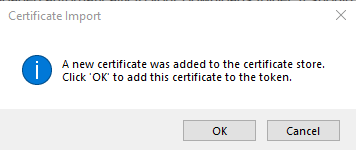 Certificate Import
A new certificate was added to the certificate store.
Click 'OK' to add this certificate to the token.
OK
Cancel